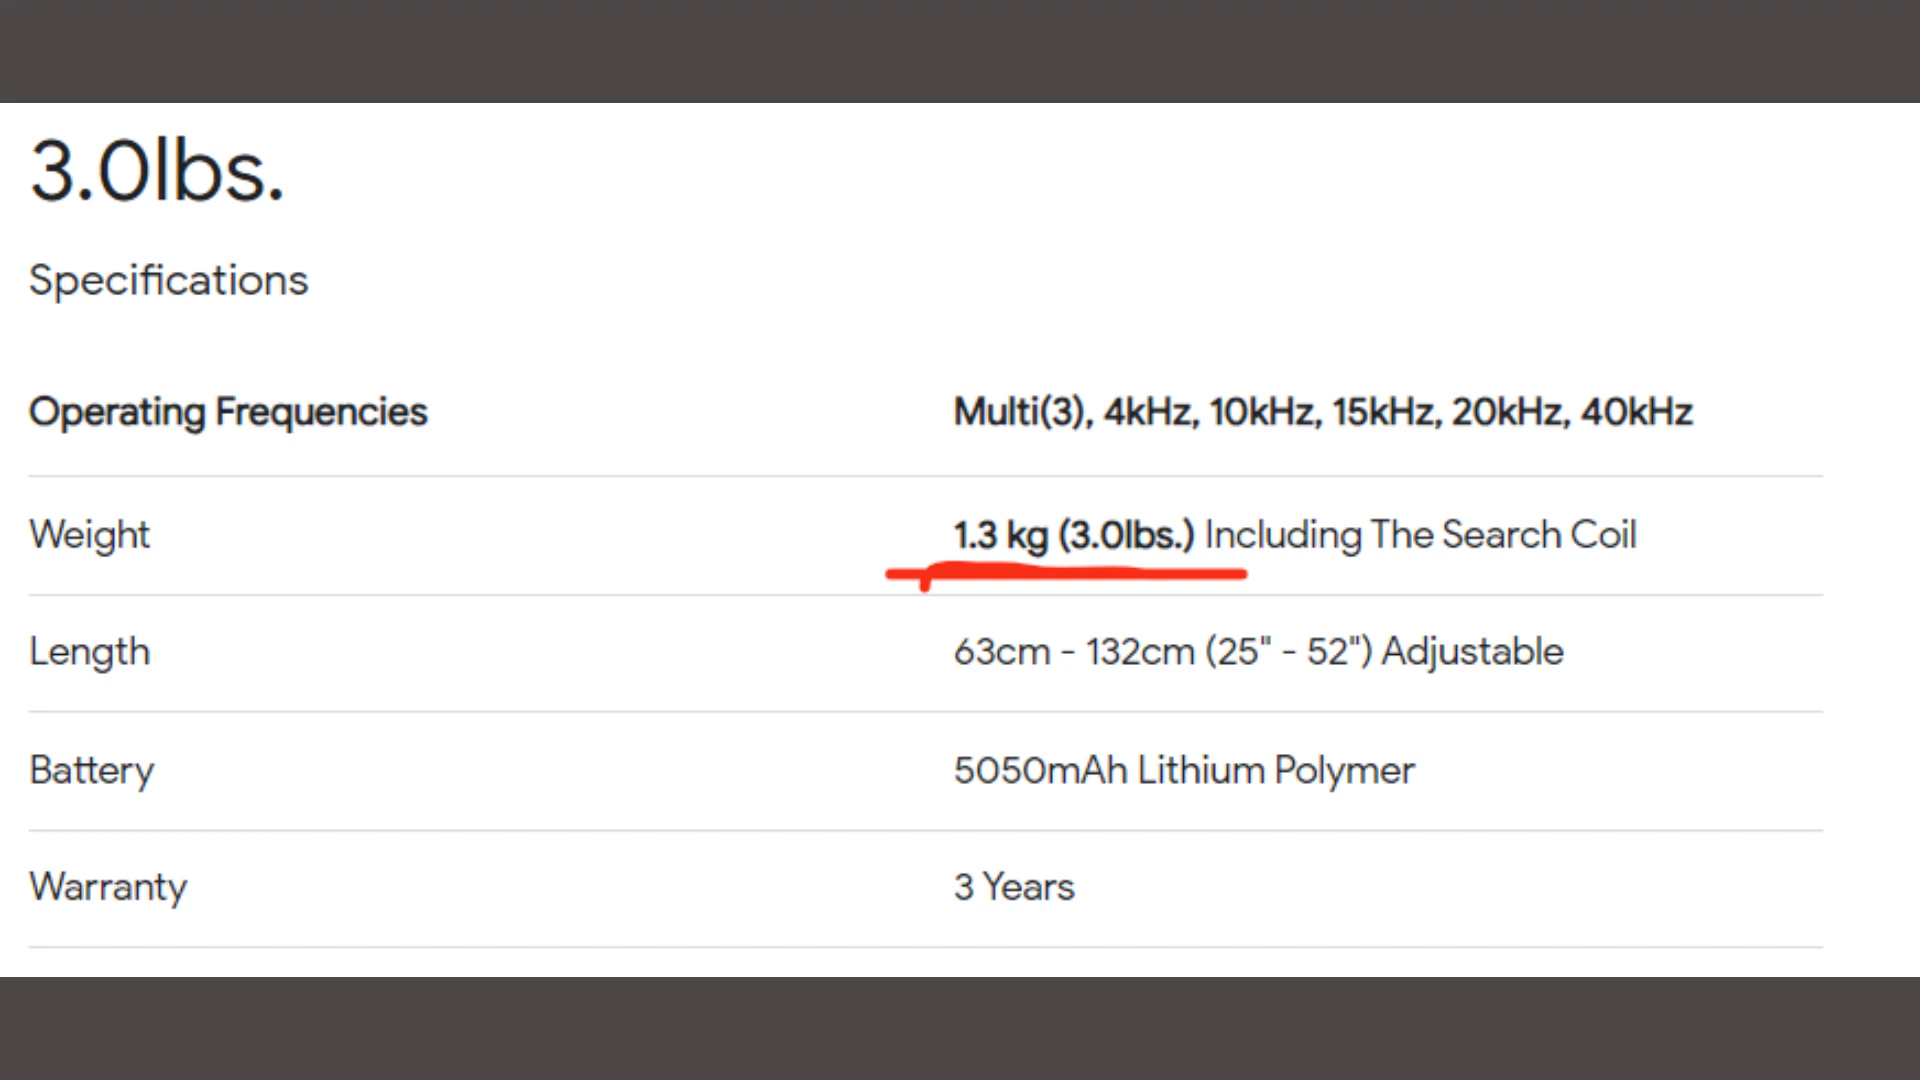 3.0lbs.
Specifications
Operating Frequencies Multi(3), 4kHz, 10kHz, 15kHz, 20kHz, 40kHz
Weight 1.3 kg (3.0lbs.) Including The Search Coil
Length 63cm - 132cm (25" - 52") Adjustable
Battery 5050mAh Lithium Polymer
Warranty 3 Years